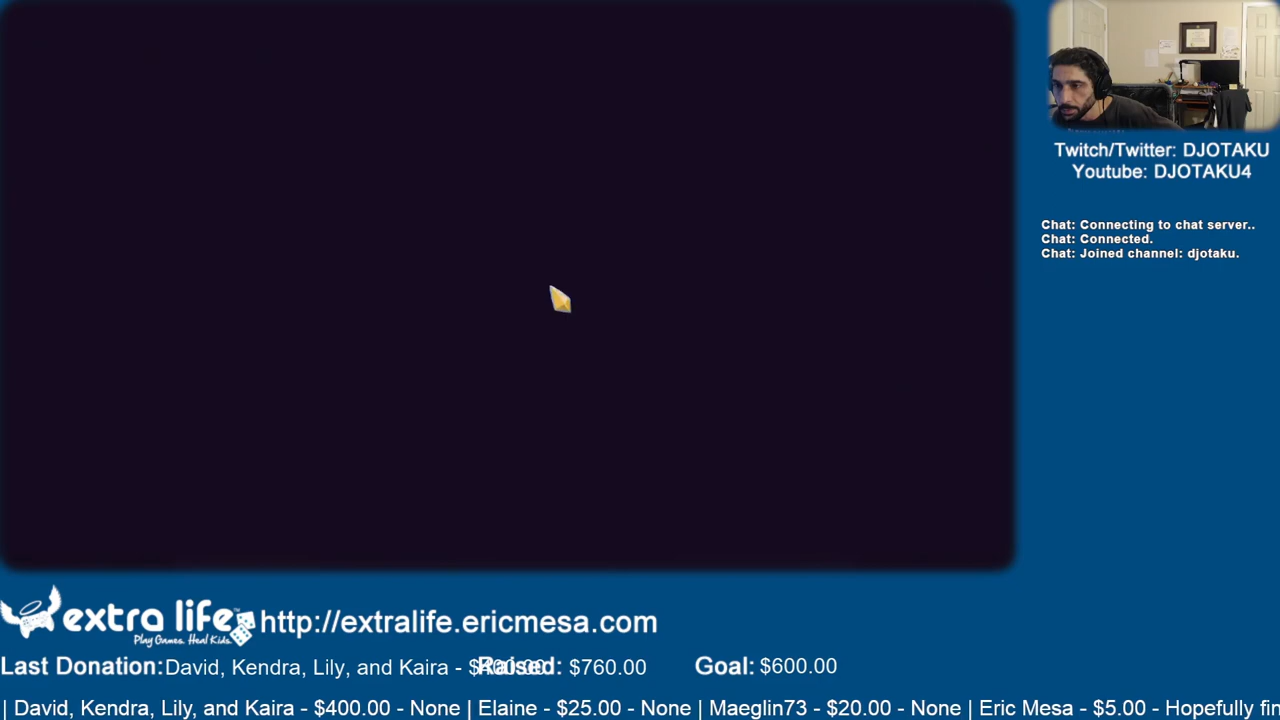 Twitch/Twitter: DJOTAKU
Youtube: DJOTAKU4
Chat: Connecting to chat server..
Chat: Connected.
Chat: Joined channel: djotaku.
extra life
Play Games. Heal Kids.
http://extralife.ericmesa.com
Last Donation: David, Kendra, Lily, and Kaira - $400.00 Raised: $760.00 Goal: $600.00
| David, Kendra, Lily, and Kaira - $400.00 - None | Elaine - $25.00 - None | Maeglin73 - $20.00 - None | Eric Mesa - $5.00 - Hopefully